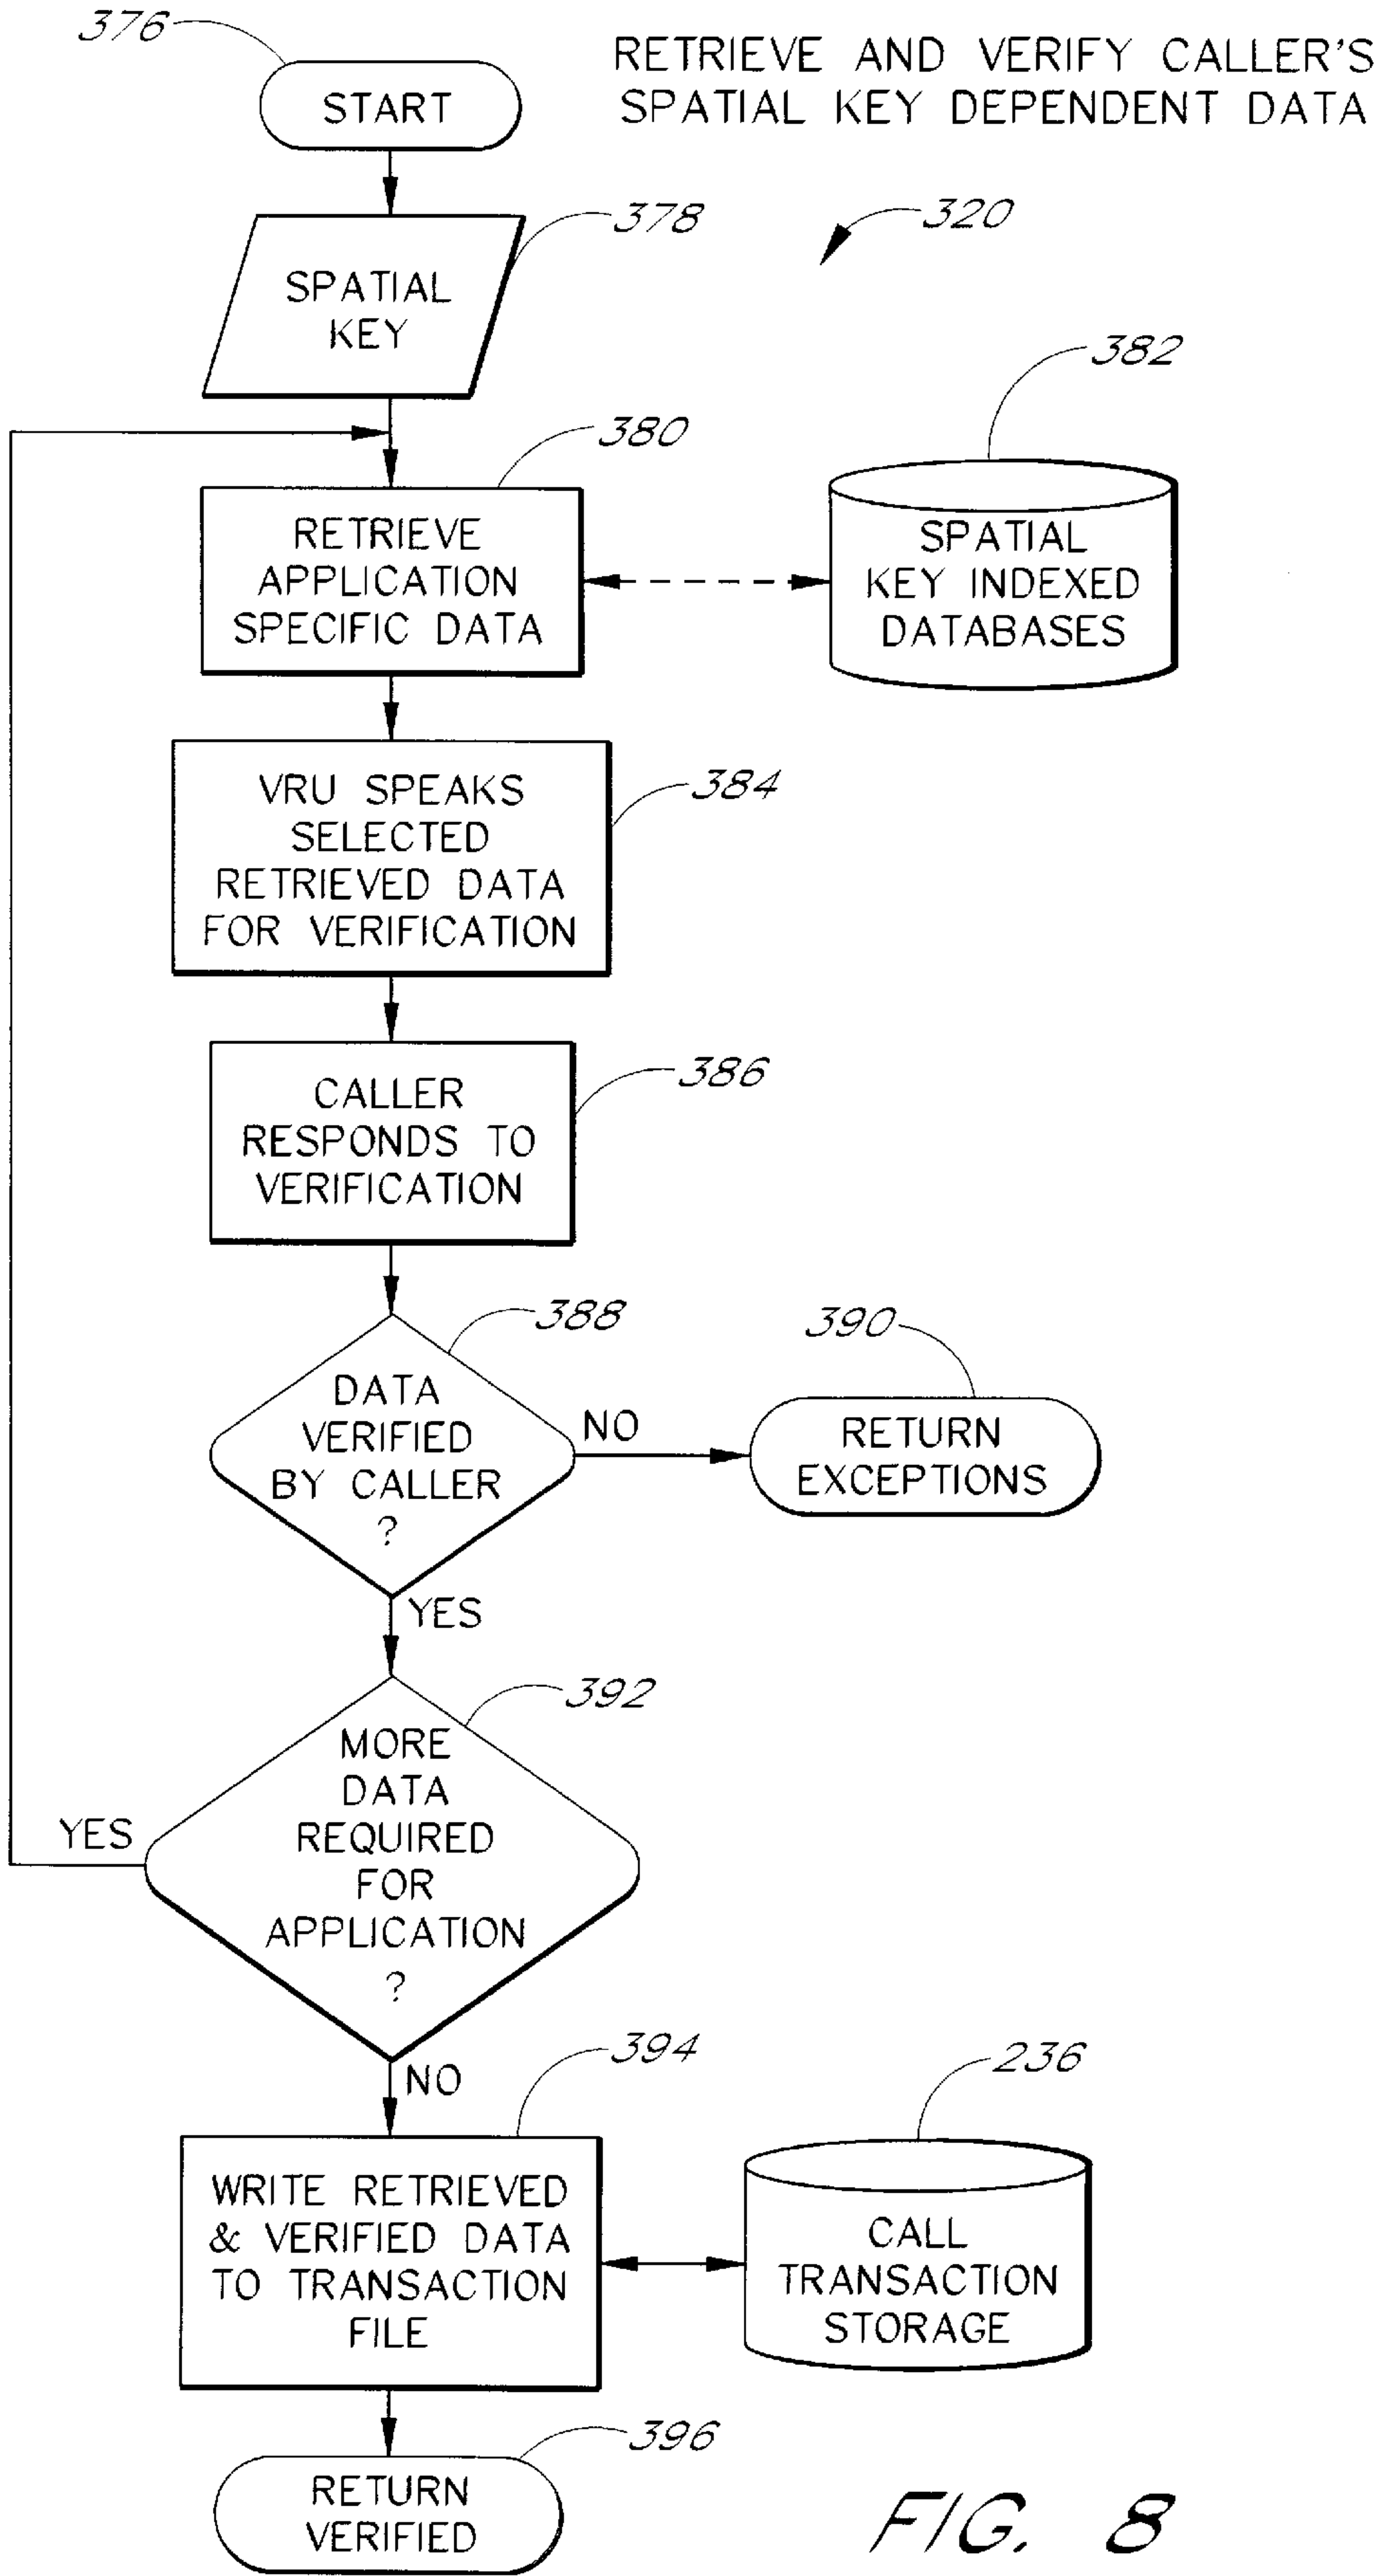 376
START
RETRIEVE AND VERIFY CALLER'S
SPATIAL KEY DEPENDENT DATA
378
320
SPATIAL
KEY
382
380
RETRIEVE
APPLICATION
SPECIFIC DATA
SPATIAL
KEY INDEXED
DATABASES
384
VRU SPEAKS
SELECTED
RETRIEVED DATA
FOR VERIFICATION
386
CALLER
RESPONDS TO
VERIFICATION
388
390
DATA
VERIFIED
BY CALLER
?
NO
RETURN
EXCEPTIONS
YES
392
MORE
DATA
REQUIRED
FOR
APPLICATION
?
YES
NO
394
236
WRITE RETRIEVED
& VERIFIED DATA
TO TRANSACTION
FILE
CALL
TRANSACTION
STORAGE
396
RETURN
VERIFIED
FIG. 8